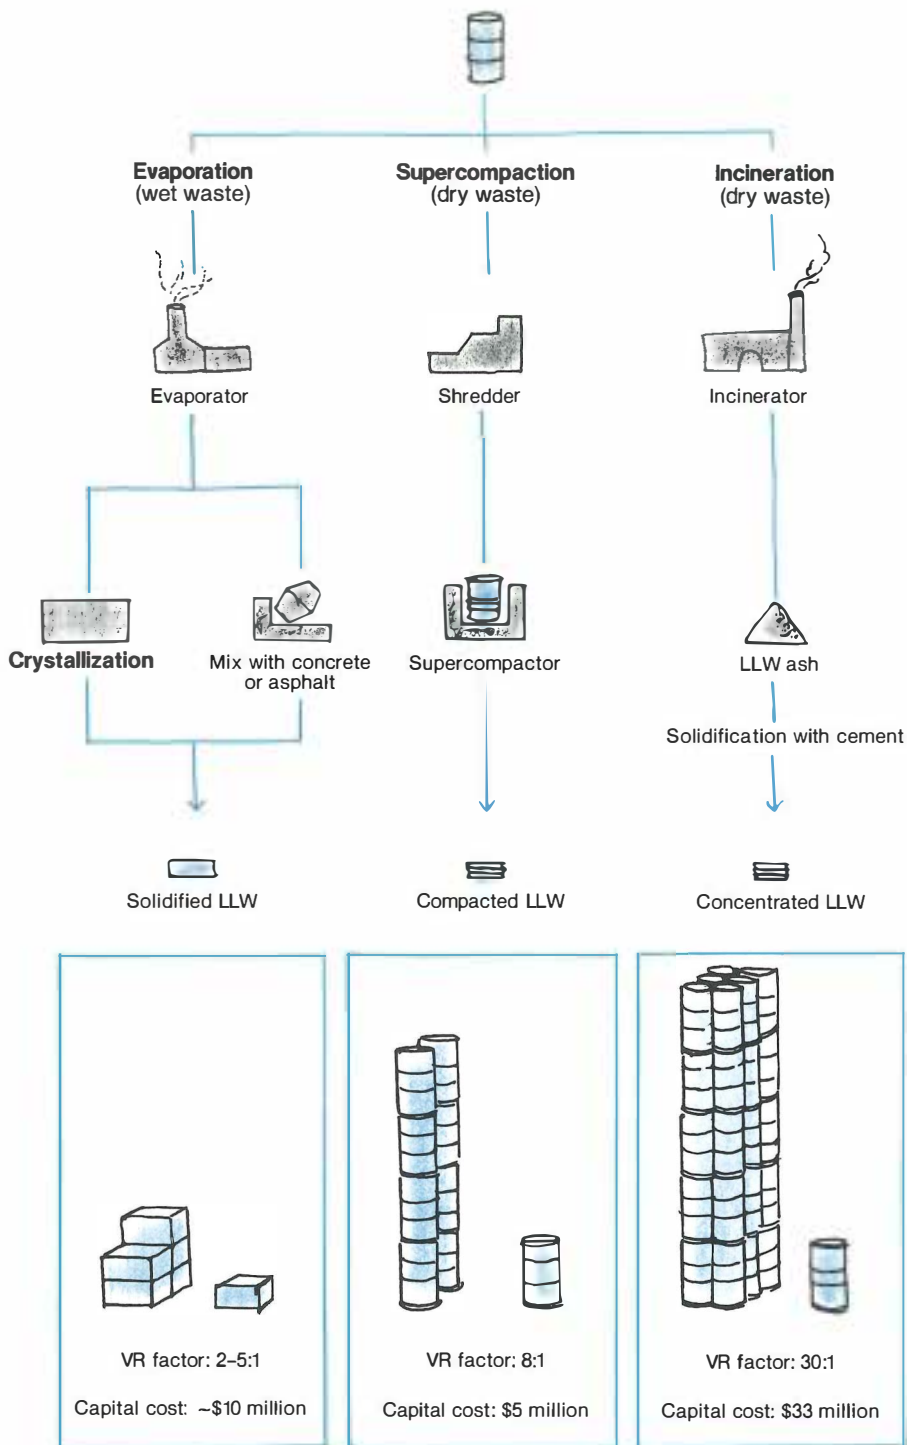 Evaporation
(wet waste)
Supercompaction
(dry waste)
Incineration
(dry waste)
Evaporator
Shredder
Incinerator
Crystallization
Mix with concrete
or asphalt
Supercompactor
LLW ash
Solidification with cement
Solidified LLW
Compacted LLW
Concentrated LLW
VR factor: 2–5:1
Capital cost: ~$10 million
VR factor: 8:1
Capital cost: $5 million
VR factor: 30:1
Capital cost: $33 million